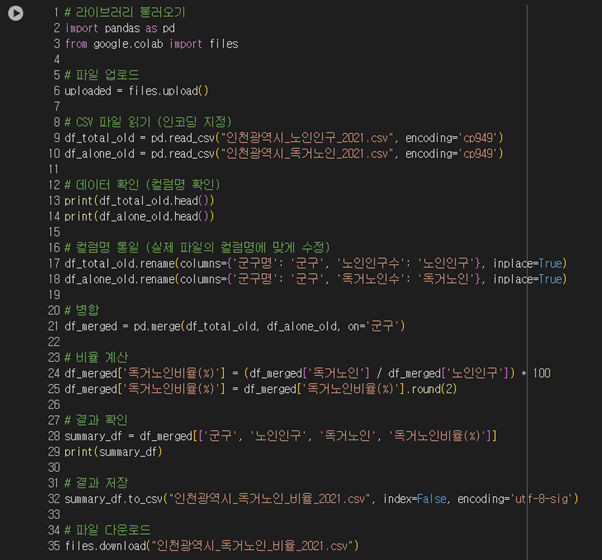 1 # 라이브러리 불러오기
2 import pandas as pd
3 from google.colab import files
4
5 # 파일 업로드
6 uploaded = files.upload()
7
8 # CSV 파일 읽기 (인코딩 지정)
9 df_total_old = pd.read_csv("인천광역시_노인인구_2021.csv", encoding='cp949')
10 df_alone_old = pd.read_csv("인천광역시_독거노인_2021.csv", encoding='cp949')
11
12 # 데이터 확인 (컬럼명 확인)
13 print(df_total_old.head())
14 print(df_alone_old.head())
15
16 # 컬럼명 통일 (실제 파일의 컬럼명에 맞게 수정)
17 df_total_old.rename(columns={'군구명': '군구', '노인인구수': '노인인구'}, inplace=True)
18 df_alone_old.rename(columns={'군구명': '군구', '독거노인수': '독거노인'}, inplace=True)
19
20 # 병합
21 df_merged = pd.merge(df_total_old, df_alone_old, on='군구')
22
23 # 비율 계산
24 df_merged['독거노인비율(%)'] = (df_merged['독거노인'] / df_merged['노인인구']) * 100
25 df_merged['독거노인비율(%)'] = df_merged['독거노인비율(%)'].round(2)
26
27 # 결과 확인
28 summary_df = df_merged[['군구', '노인인구', '독거노인', '독거노인비율(%)']]
29 print(summary_df)
30
31 # 결과 저장
32 summary_df.to_csv("인천광역시_독거노인_비율_2021.csv", index=False, encoding='utf-8-sig')
33
34 # 파일 다운로드
35 files.download("인천광역시_독거노인_비율_2021.csv")